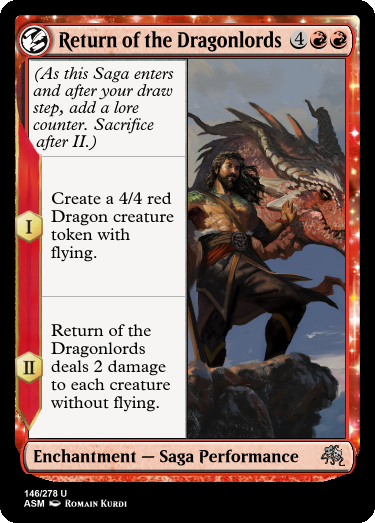 Return of the Dragonlords 4
(As this Saga enters
and after your draw
step, add a lore
counter. Sacrifice
after II.)
I
Create a 4/4 red
Dragon creature
token with
flying.
II
Return of the
Dragonlords
deals 2 damage
to each creature
without flying.
Enchantment — Saga Performance
146/278 U
ASM Romain Kurdi